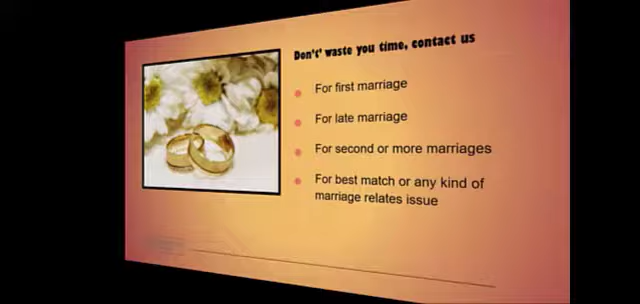 Don't' waste you time, contact us
For first marriage
For late marriage
For second or more marriages
For best match or any kind of
marriage relates issue